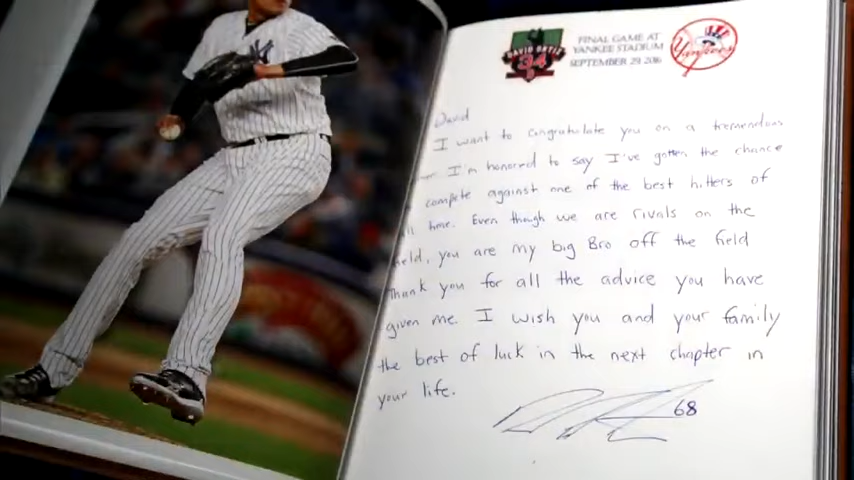 DAVID ORTIZ
34
FINAL GAME AT
YANKEE STADIUM
SEPTEMBER 29, 2016
Yankees
David
I want to congratulate you on a tremendous
I'm honored to say I've gotten the chance
compete against one of the best hitters of
time. Even though we are rivals on the
field, you are my big Bro off the field
Thank you for all the advice you have
given me. I wish you and your family
the best of luck in the next chapter in
your life.
68